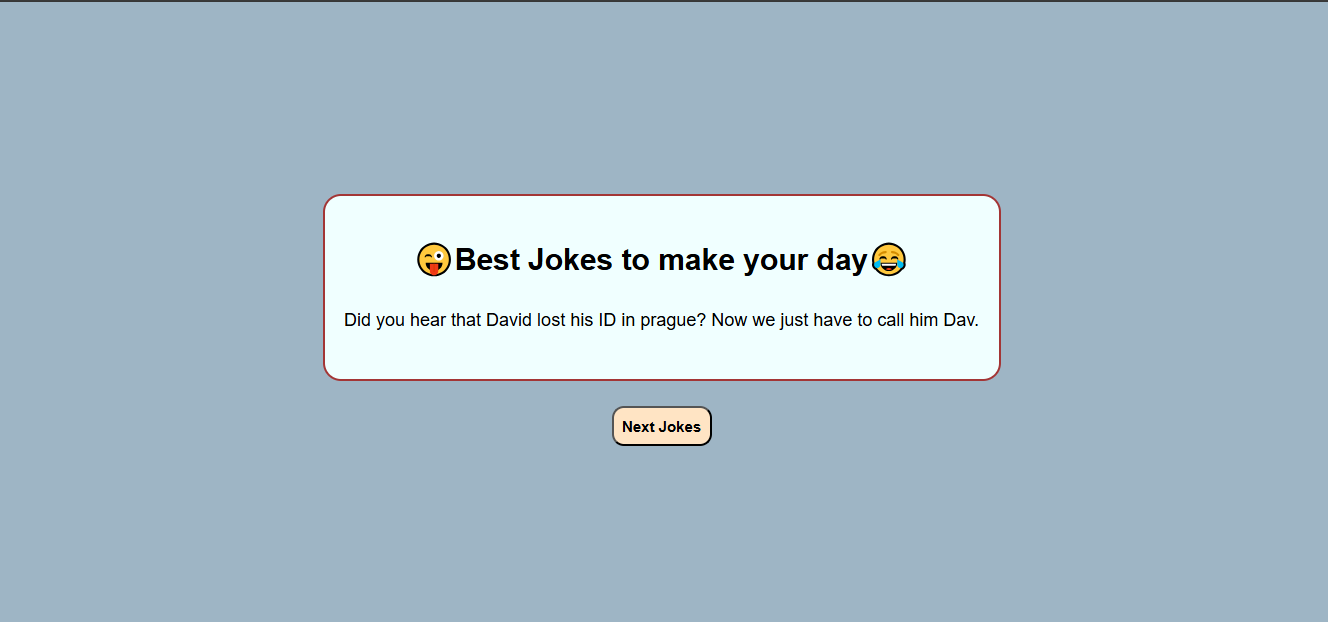 😜Best Jokes to make your day😂
Did you hear that David lost his ID in prague? Now we just have to call him Dav.
Next Jokes